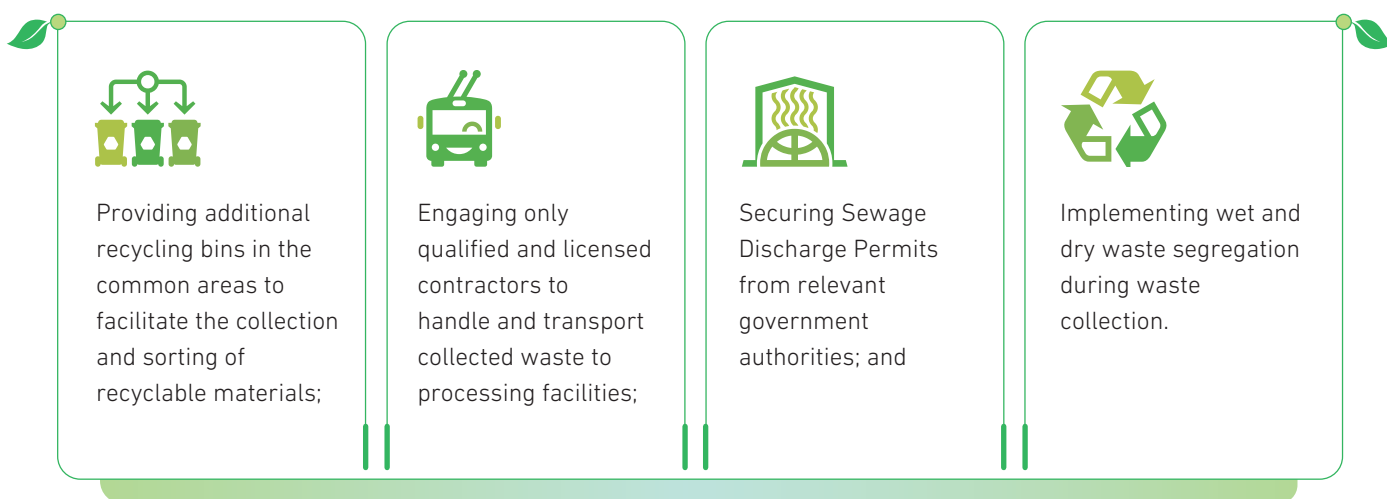 Providing additional
recycling bins in the
common areas to
facilitate the collection
and sorting of
recyclable materials;
Engaging only
qualified and licensed
contractors to
handle and transport
collected waste to
processing facilities;
Securing Sewage
Discharge Permits
from relevant
government
authorities; and
Implementing wet and
dry waste segregation
during waste
collection.